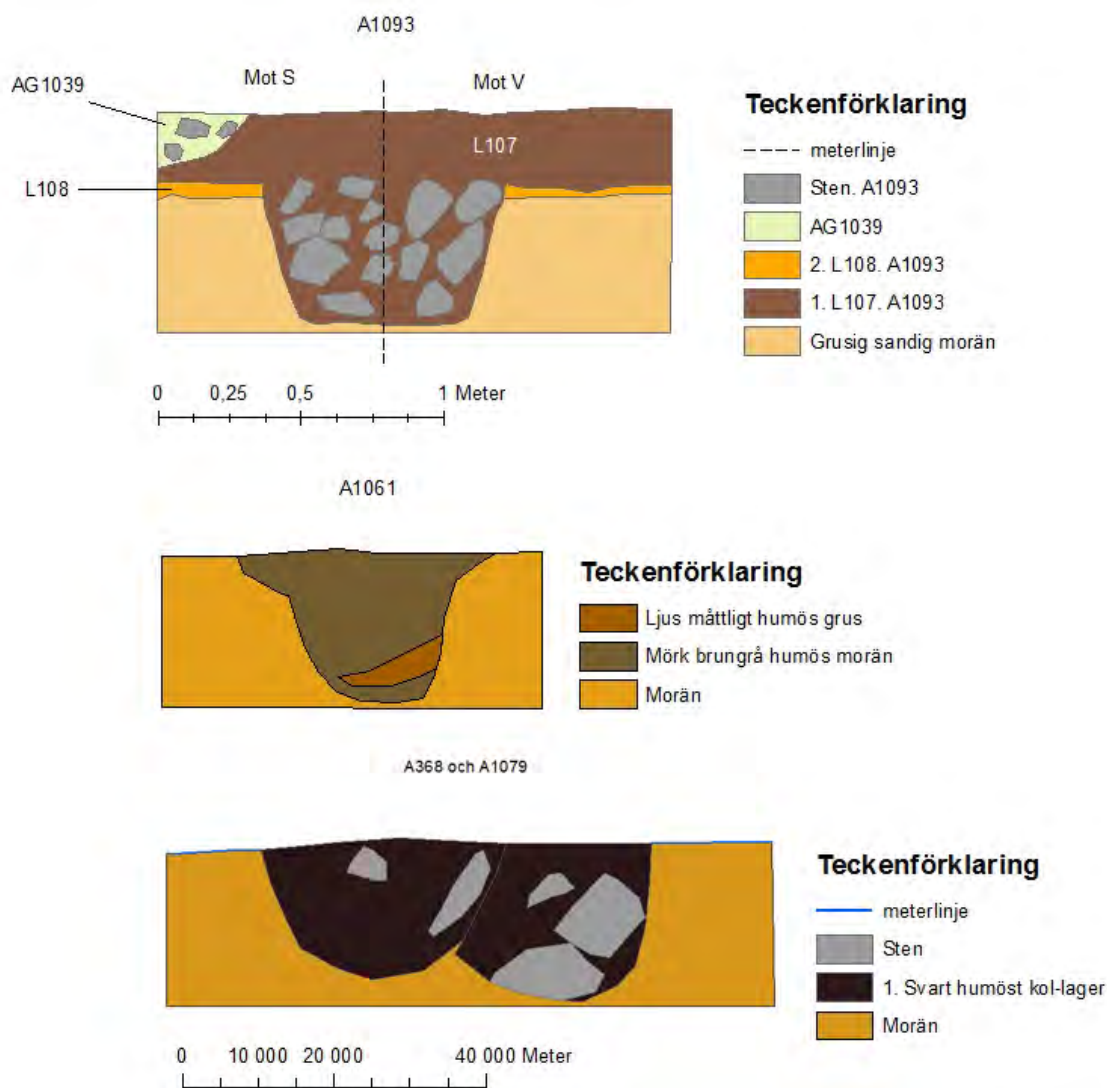 A1093
AG1039
Mot S
Mot V
L107
L108
Teckenförklaring
meterlinje
Sten. A1093
AG1039
2. L108. A1093
1. L107. A1093
Grusig sandig morän
0 0,25 0,5 1 Meter
A1061
Teckenförklaring
Ljus måttligt humös grus
Mörk brungrå humös morän
Morän
A368 och A1079
Teckenförklaring
meterlinje
Sten
1. Svart humöst kol-lager
Morän
0 10 000 20 000 40 000 Meter